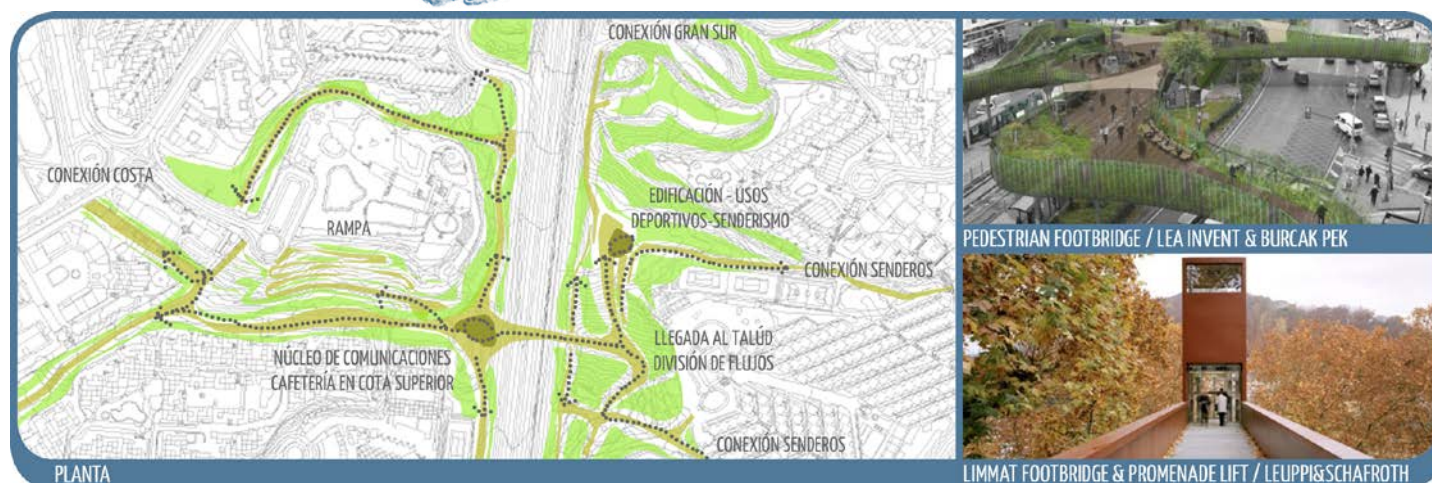 CONEXIÓN GRAN SUR
CONEXIÓN COSTA
RAMPA
EDIFICACIÓN - USOS
DEPORTIVOS-SENDERISMO
CONEXIÓN SENDEROS
NÚCLEO DE COMUNICACIONES
CAFETERÍA EN COTA SUPERIOR
LLEGADA AL TALÚD
DIVISIÓN DE FLUJOS
CONEXIÓN SENDEROS
PLANTA
PEDESTRIAN FOOTBRIDGE / LEA INVENT & BURCAK PEK
LIMMAT FOOTBRIDGE & PROMENADE LIFT / LEUPPI&SCHAFROTH